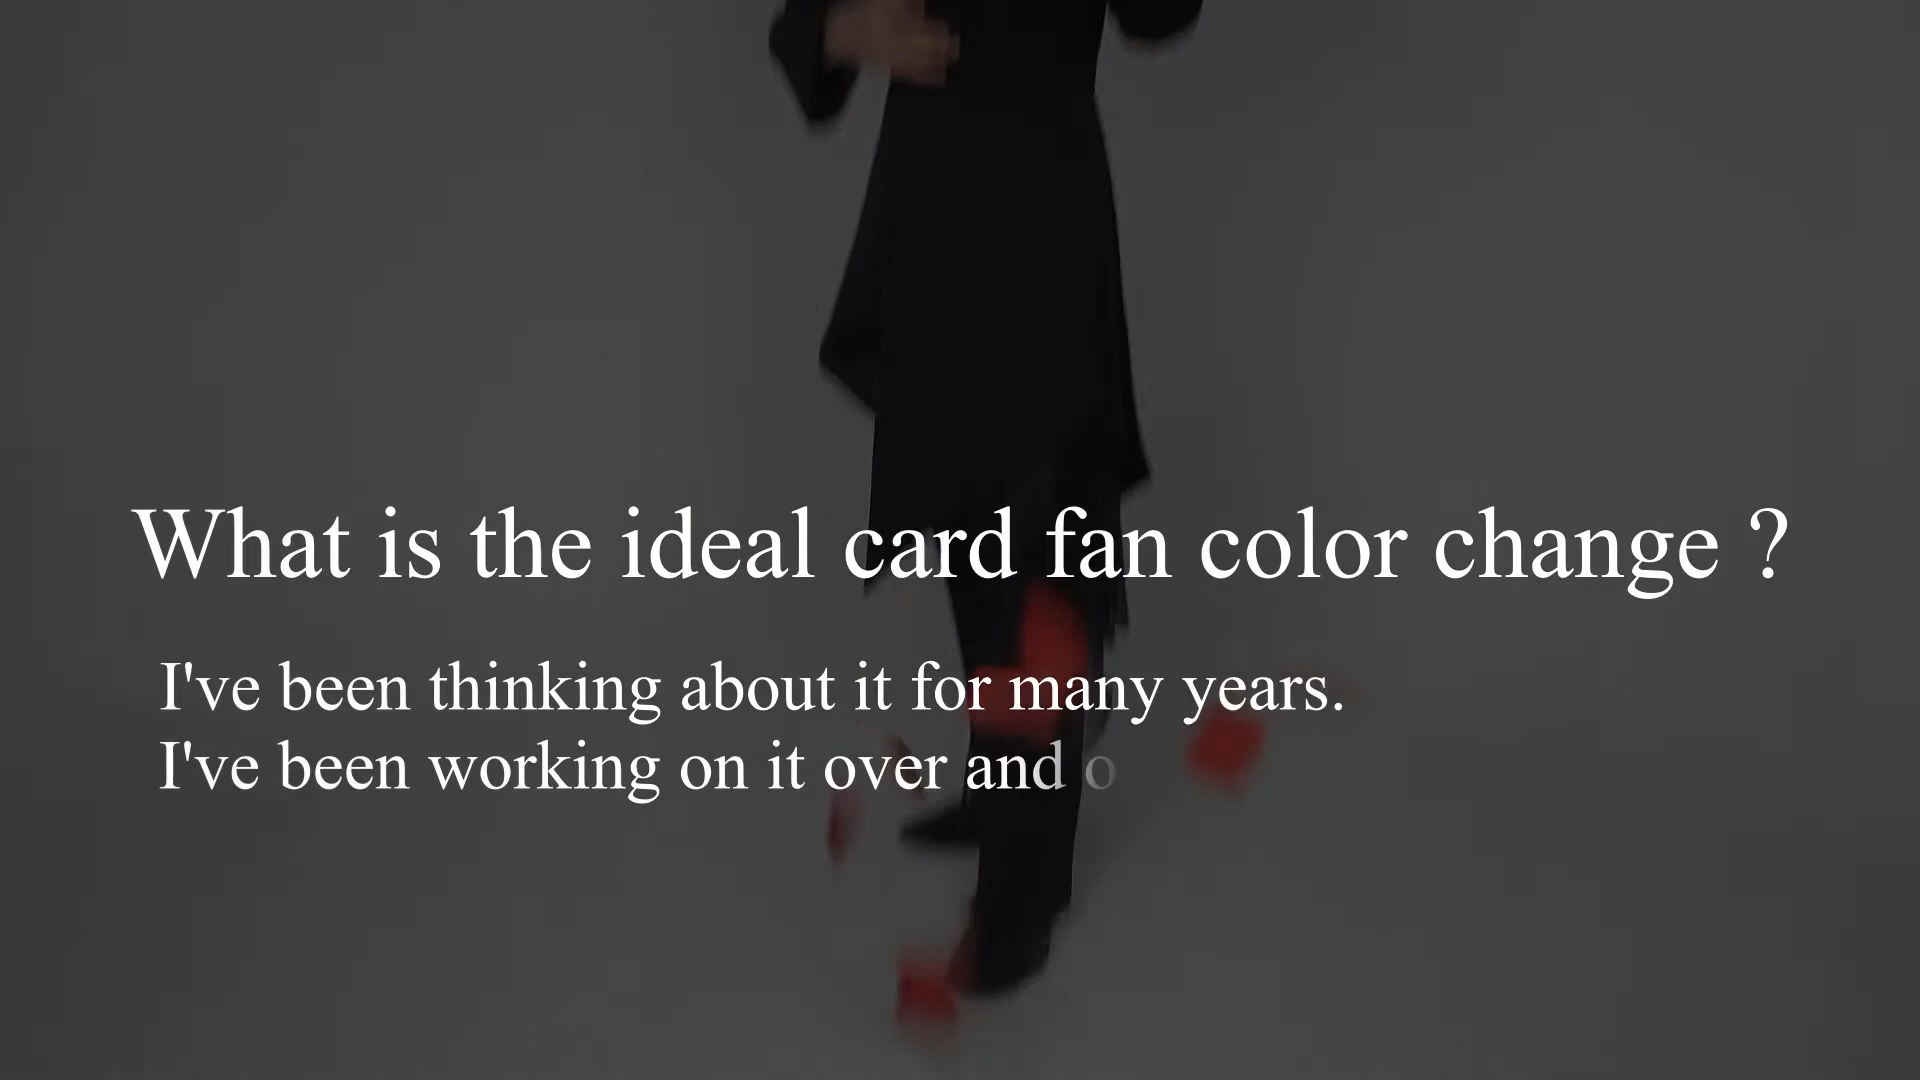 What is the ideal card fan color change ?
I've been thinking about it for many years.
I've been working on it over and o